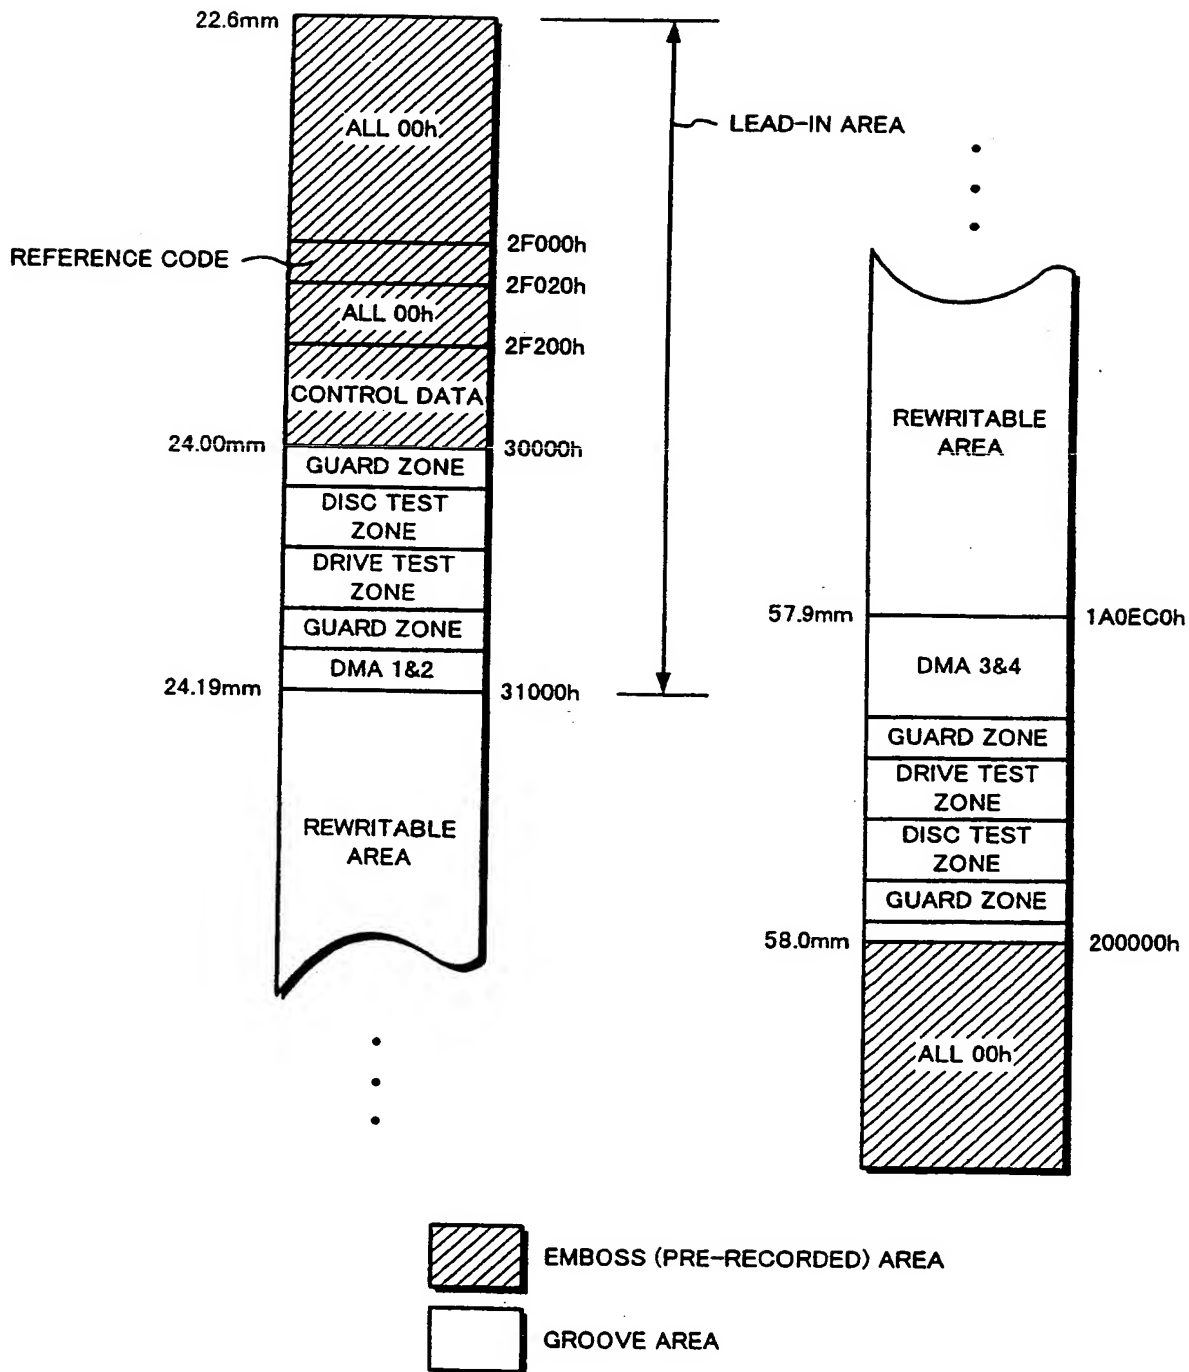 22.6mm
ALL 00h
LEAD-IN AREA
2F000h
REFERENCE CODE
2F020h
ALL 00h
2F200h
CONTROL DATA
24.00mm
30000h
GUARD ZONE
DISC TEST
ZONE
DRIVE TEST
ZONE
GUARD ZONE
DMA 1&2
24.19mm
31000h
REWRITABLE
AREA
REWRITABLE
AREA
57.9mm
1A0EC0h
DMA 3&4
GUARD ZONE
DRIVE TEST
ZONE
DISC TEST
ZONE
GUARD ZONE
58.0mm
200000h
ALL 00h
EMBOSS (PRE-RECORDED) AREA
GROOVE AREA